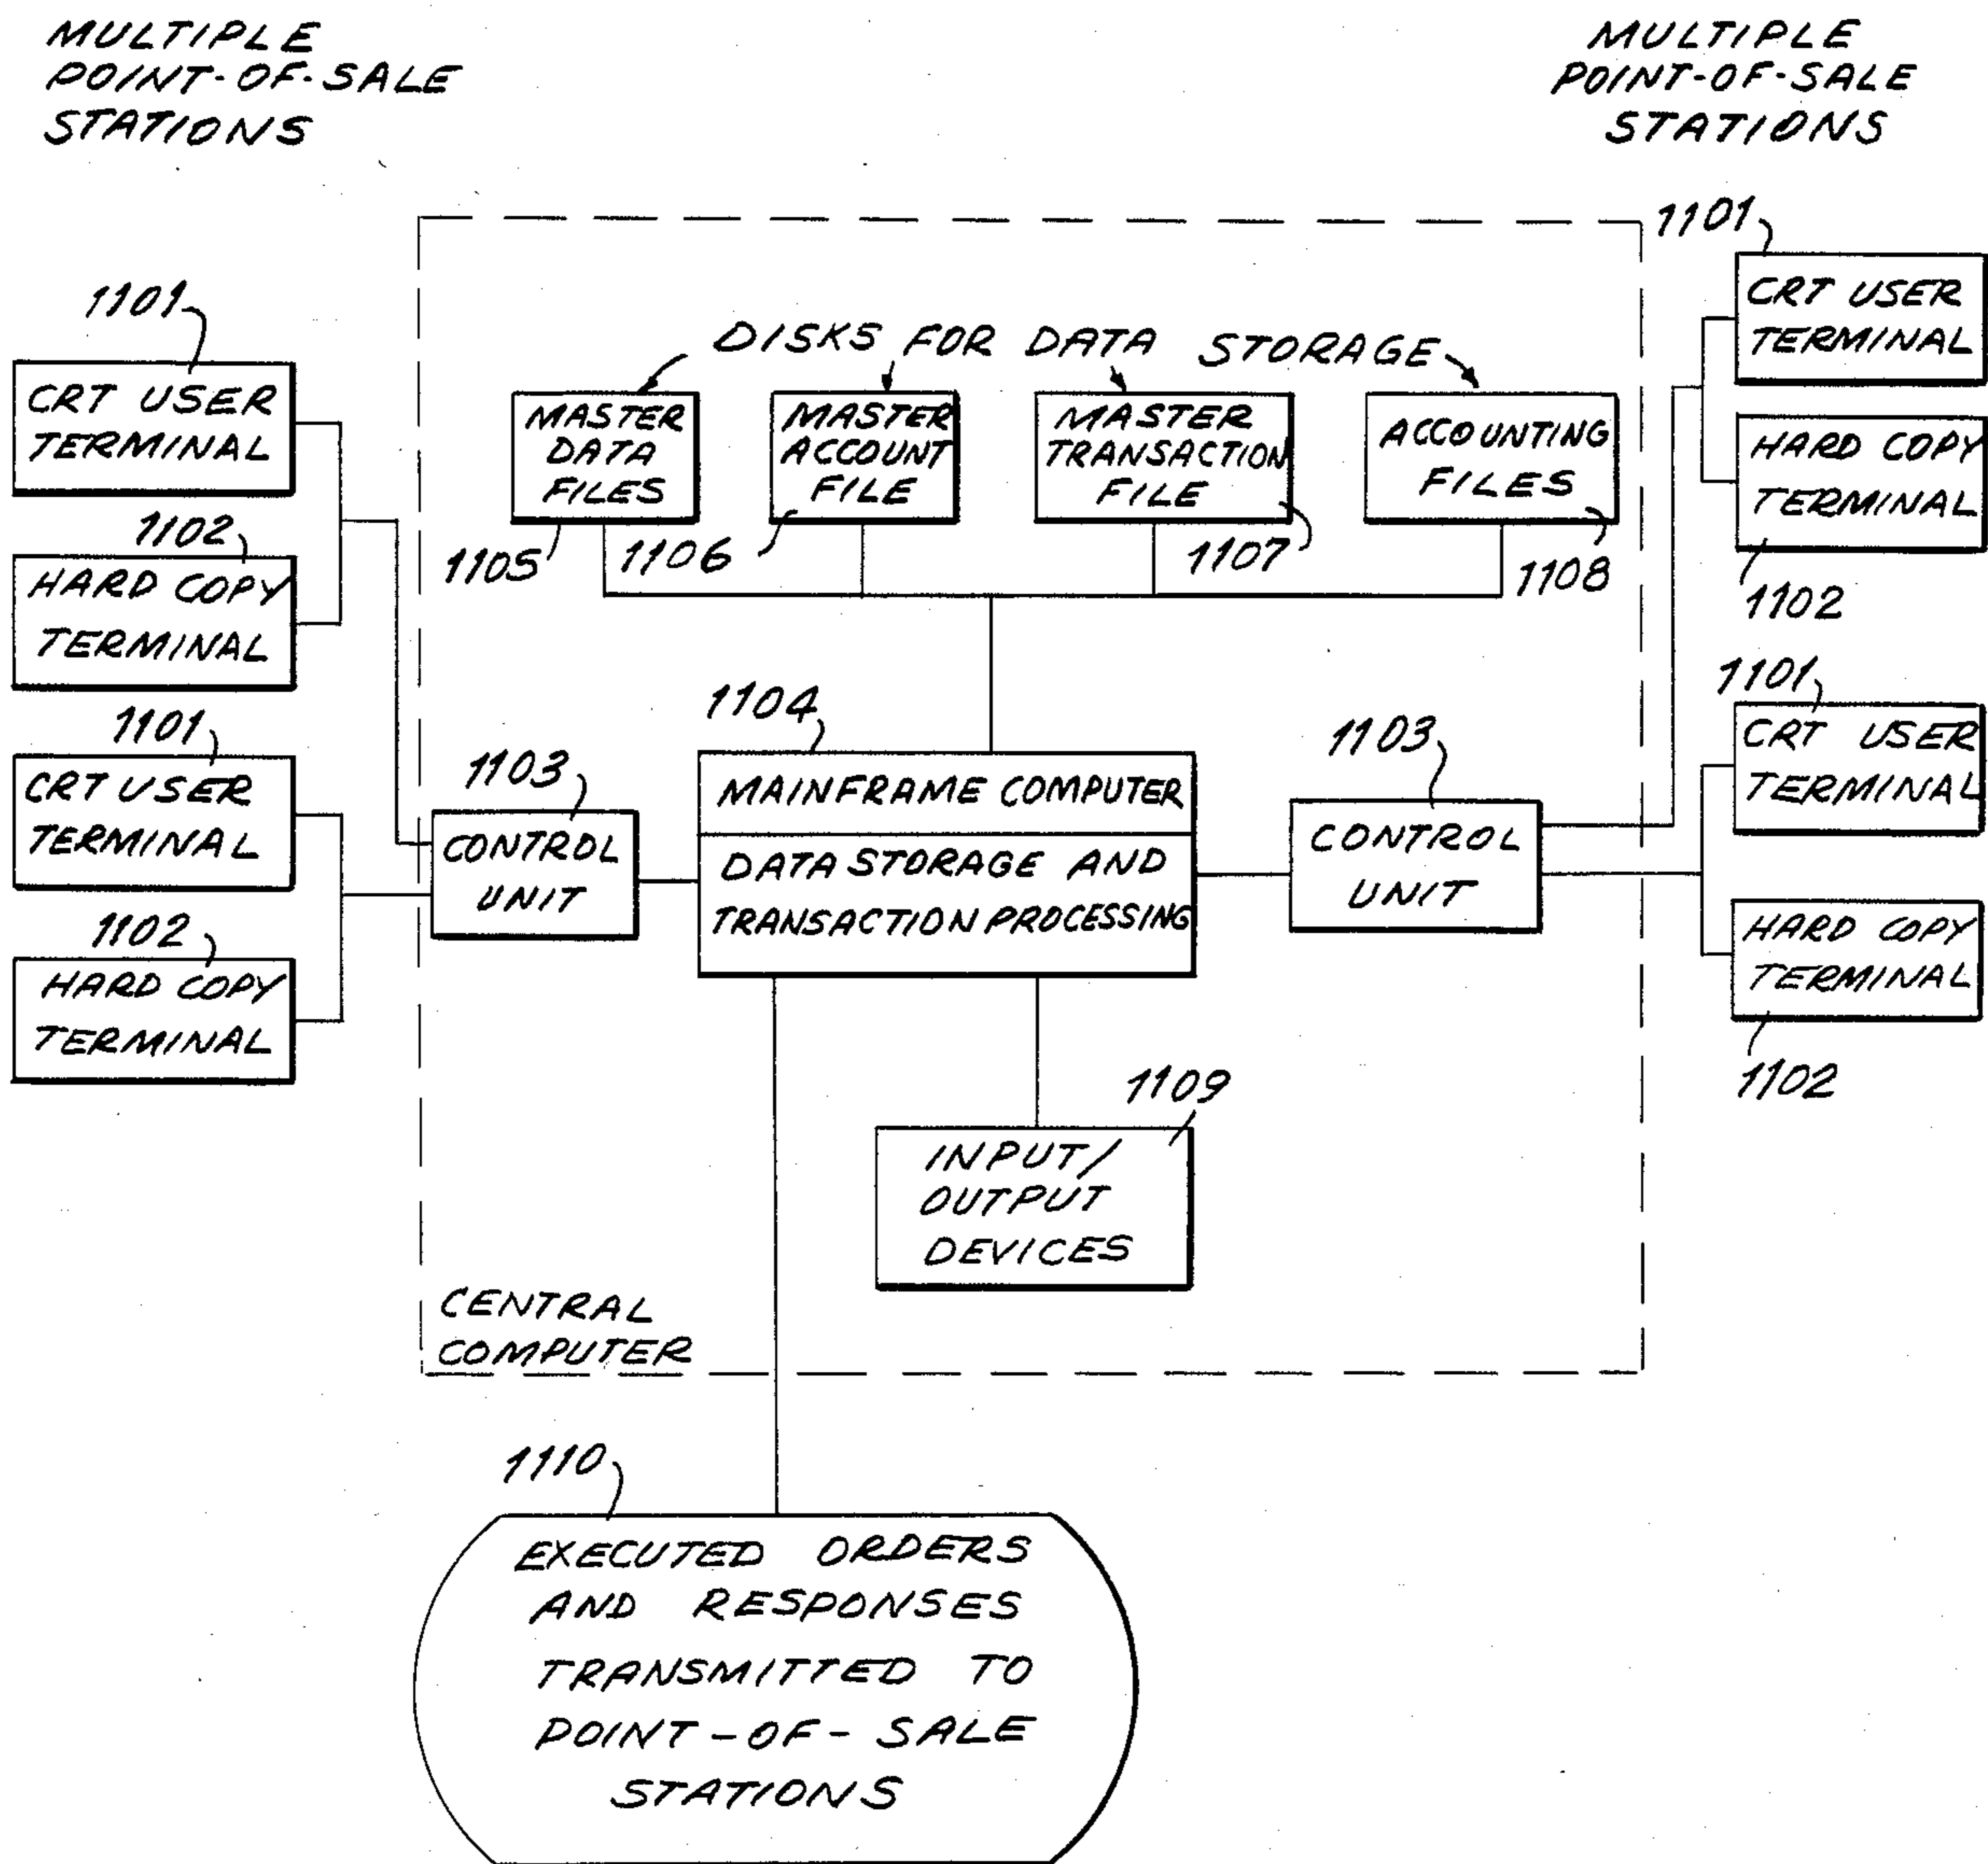 MULTIPLE
POINT-OF-SALE
STATIONS
MULTIPLE
POINT-OF-SALE
STATIONS
1101
CRT USER
TERMINAL
1102
HARD COPY
TERMINAL
1101
CRT USER
TERMINAL
1102
HARD COPY
TERMINAL
DISKS FOR DATA STORAGE
MASTER
DATA
FILES
1105
MASTER
ACCOUNT
FILE
1106
MASTER
TRANSACTION
FILE
1107
ACCOUNTING
FILES
1108
1103
CONTROL
UNIT
1104
MAINFRAME COMPUTER
DATA STORAGE AND
TRANSACTION PROCESSING
1103
CONTROL
UNIT
1109
INPUT/
OUTPUT
DEVICES
CENTRAL
COMPUTER
1101
CRT USER
TERMINAL
HARD COPY
TERMINAL
1102
1101
CRT USER
TERMINAL
HARD COPY
TERMINAL
1102
1110
EXECUTED ORDERS
AND RESPONSES
TRANSMITTED TO
POINT-OF-SALE
STATIONS